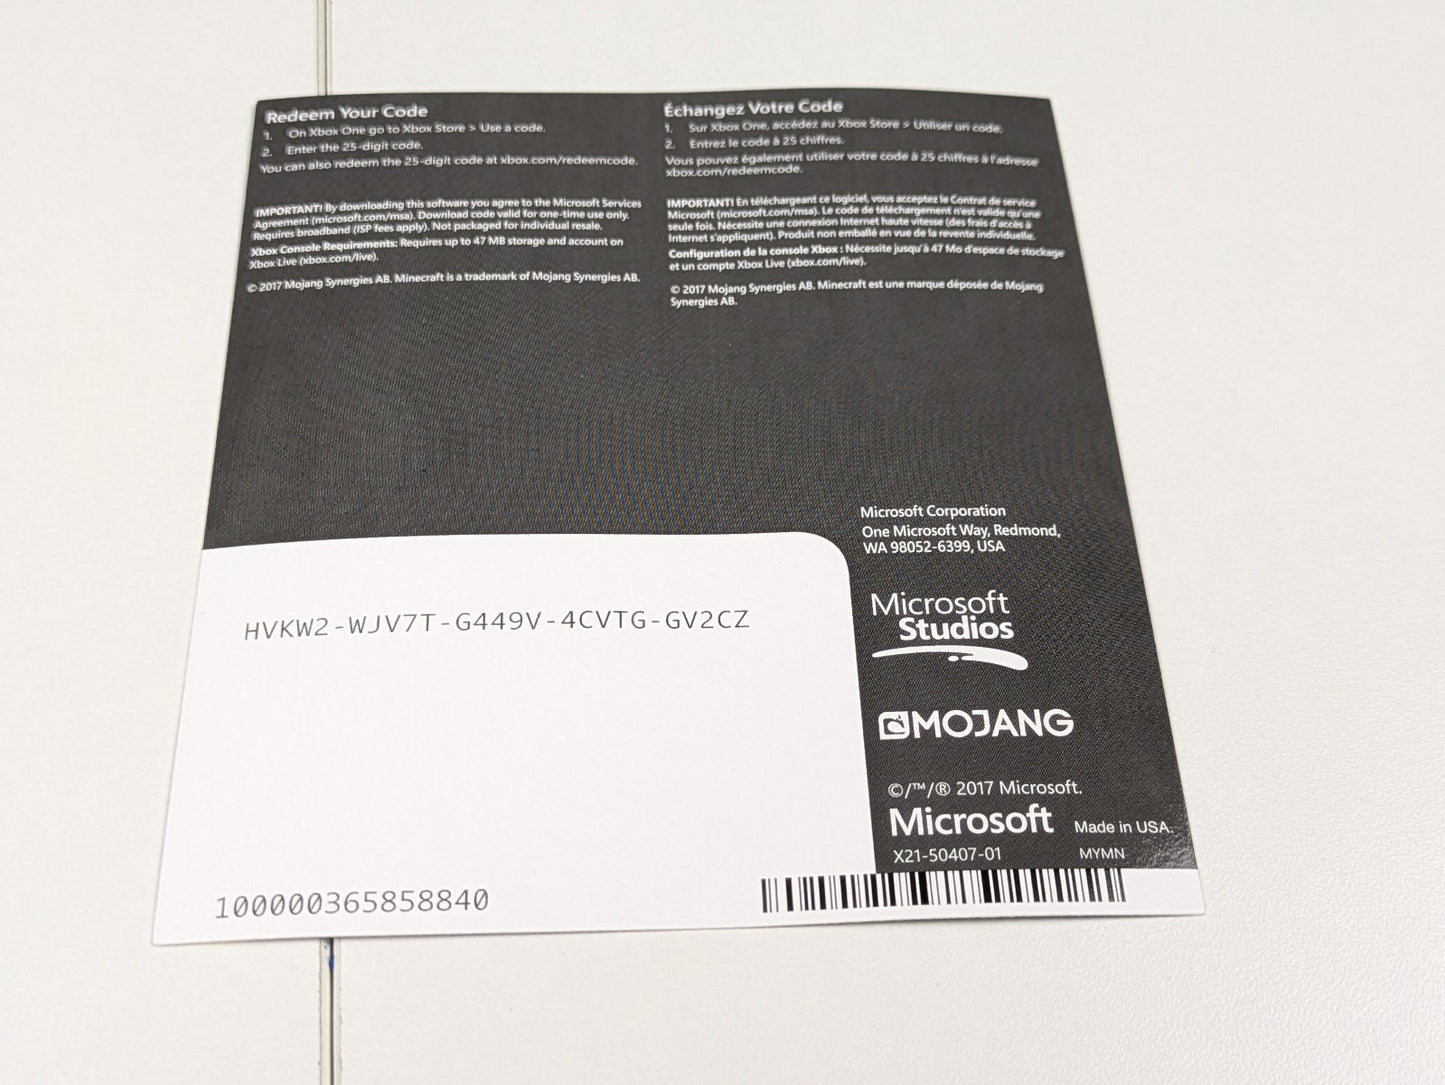 Redeem Your Code
1. On Xbox One go to Xbox Store > Use a code.
2. Enter the 25-digit code.
You can also redeem the 25-digit code at xbox.com/redeemcode.
IMPORTANT! By downloading this software you agree to the Microsoft Services
Agreement (microsoft.com/msa). Download code valid for one-time use only.
Requires broadband (ISP fees apply). Not packaged for individual resale.
Xbox Console Requirements: Requires up to 47 MB storage and account on
Xbox Live (xbox.com/live).
© 2017 Mojang Synergies AB. Minecraft is a trademark of Mojang Synergies AB.
Échangez Votre Code
1. Sur Xbox One, accédez au Xbox Store > Utiliser un code.
2. Entrez le code à 25 chiffres.
Vous pouvez également utiliser votre code à 25 chiffres à l'adresse
xbox.com/redeemcode.
IMPORTANT! En téléchargeant ce logiciel, vous acceptez le Contrat de service
Microsoft (microsoft.com/msa). Le code de téléchargement n'est valide qu'une
seule fois. Nécessite une connexion Internet haute vitesse (des frais d'accès à
Internet s'appliquent). Produit non emballé en vue de la revente individuelle.
Configuration de la console Xbox : Nécessite jusqu'à 47 Mo d'espace de stockage
et un compte Xbox Live (xbox.com/live).
© 2017 Mojang Synergies AB. Minecraft est une marque déposée de Mojang
Synergies AB.
Microsoft Corporation
One Microsoft Way, Redmond,
WA 98052-6399, USA
HVKW2-WJV7T-G449V-4CVTG-GV2CZ
Microsoft
Studios
MOJANG
©/™/® 2017 Microsoft.
Microsoft Made in USA.
X21-50407-01 MYMN
100000365858840